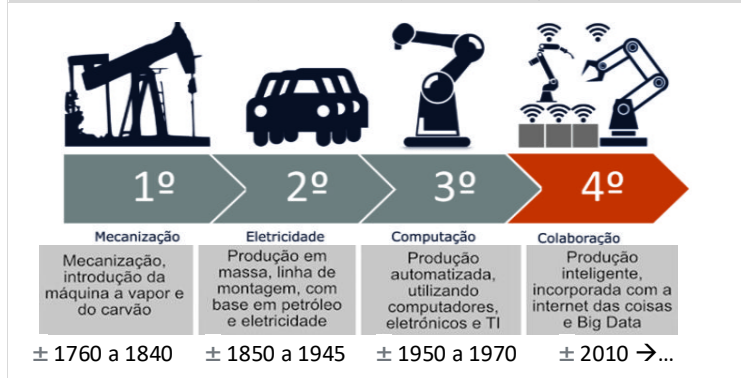 1º
2º
3º
4º
Mecanização
Eletricidade
Computação
Colaboração
Mecanização,
introdução da
máquina a vapor e
do carvão
Produção em
massa, linha de
montagem, com
base em petróleo
e eletricidade
Produção
automatizada,
utilizando
computadores,
eletrónicos e TI
Produção
inteligente,
incorporada com a
internet das coisas
e Big Data
± 1760 a 1840
± 1850 a 1945
± 1950 a 1970
± 2010 →...